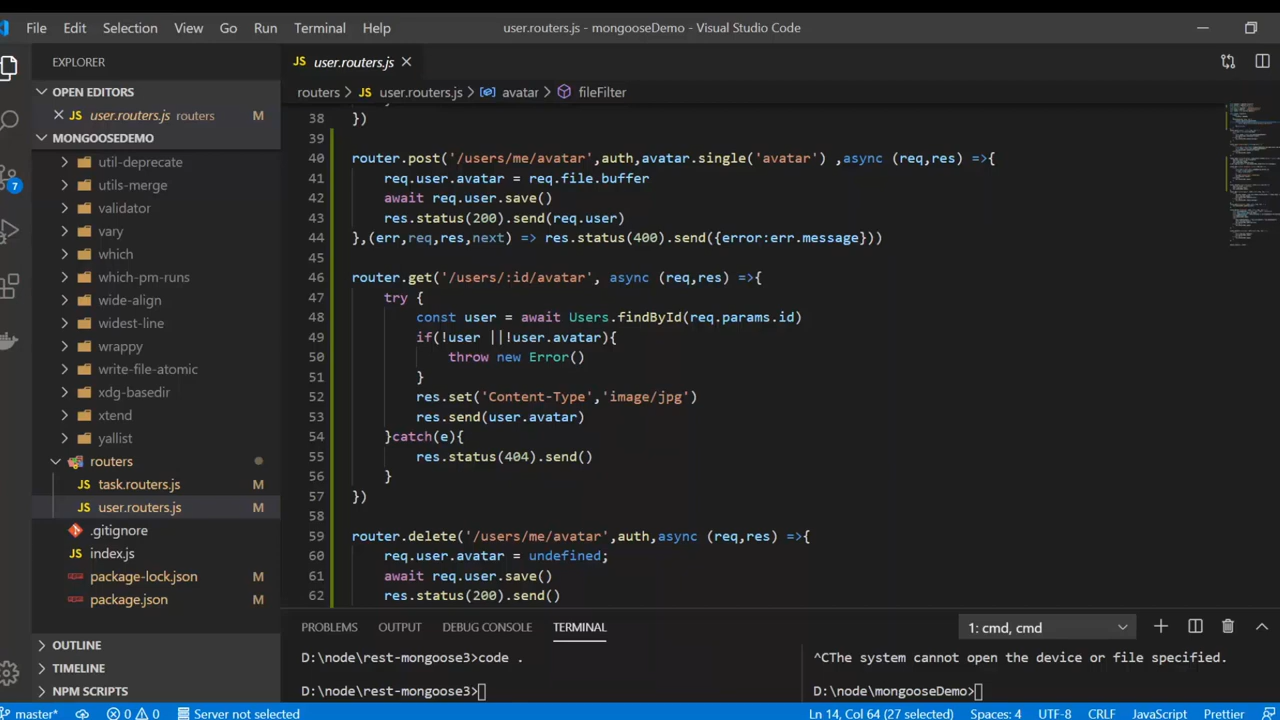 File Edit Selection View Go Run Terminal Help user.routers.js - mongooseDemo - Visual Studio Code
EXPLORER
OPEN EDITORS
JS user.routers.js routers M
MONGOOSEDEMO
util-deprecate
utils-merge
validator
vary
which
which-pm-runs
wide-align
widest-line
wrappy
write-file-atomic
xdg-basedir
xtend
yallist
routers
JS task.routers.js M
JS user.routers.js M
.gitignore
JS index.js
package-lock.json M
package.json M
OUTLINE
TIMELINE
NPM SCRIPTS
7
JS user.routers.js
routers > JS user.routers.js > avatar > fileFilter
38 })
39
40 router.post('/users/me/avatar',auth,avatar.single('avatar') ,async (req,res) =>{
41 req.user.avatar = req.file.buffer
42 await req.user.save()
43 res.status(200).send(req.user)
44 },(err,req,res,next) => res.status(400).send({error:err.message}))
45
46 router.get('/users/:id/avatar', async (req,res) =>{
47 try {
48 const user = await Users.findById(req.params.id)
49 if(!user ||!user.avatar){
50 throw new Error()
51 }
52 res.set('Content-Type','image/jpg')
53 res.send(user.avatar)
54 }catch(e){
55 res.status(404).send()
56 }
57 })
58
59 router.delete('/users/me/avatar',auth,async (req,res) =>{
60 req.user.avatar = undefined;
61 await req.user.save()
62 res.status(200).send()
PROBLEMS OUTPUT DEBUG CONSOLE TERMINAL 1: cmd, cmd
D:\node\rest-mongoose3>code .
D:\node\rest-mongoose3>
^CThe system cannot open the device or file specified.
D:\node\mongooseDemo>
master* 0 0 Server not selected Ln 14, Col 64 (27 selected) Spaces: 4 UTF-8 CRLF JavaScript Prettier